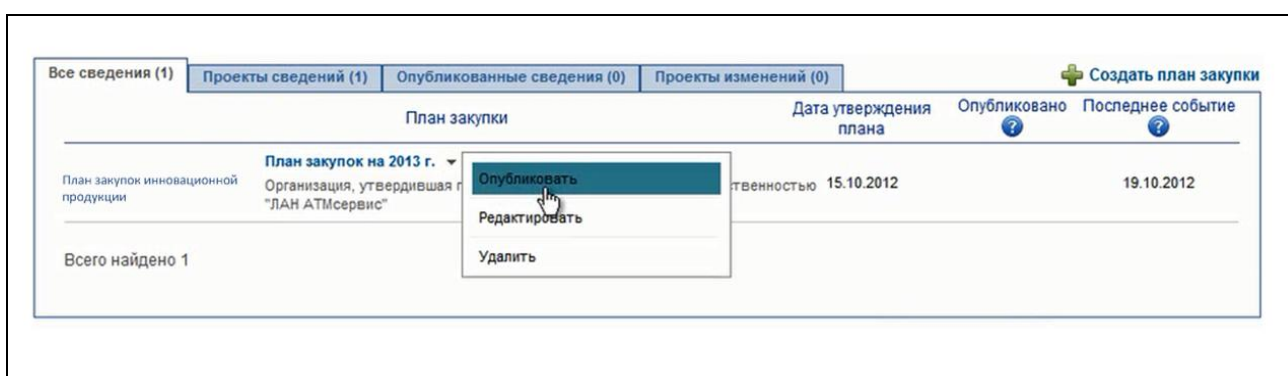 Все сведения (1) Проекты сведений (1) Опубликованные сведения (0) Проекты изменений (0) Создать план закупки
План закупки Дата утверждения плана Опубликовано Последнее событие
План закупок инновационной продукции
План закупок на 2013 г.
Организация, утвердившая
"ЛАН АТМсервис"
Опубликовать
Редактировать
Удалить
15.10.2012 19.10.2012
Всего найдено 1